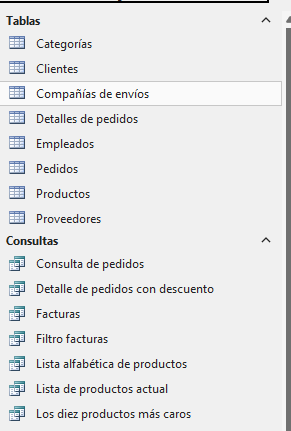 Tablas
Categorías
Clientes
Compañías de envíos
Detalles de pedidos
Empleados
Pedidos
Productos
Proveedores
Consultas
Consulta de pedidos
Detalle de pedidos con descuento
Facturas
Filtro facturas
Lista alfabética de productos
Lista de productos actual
Los diez productos más caros